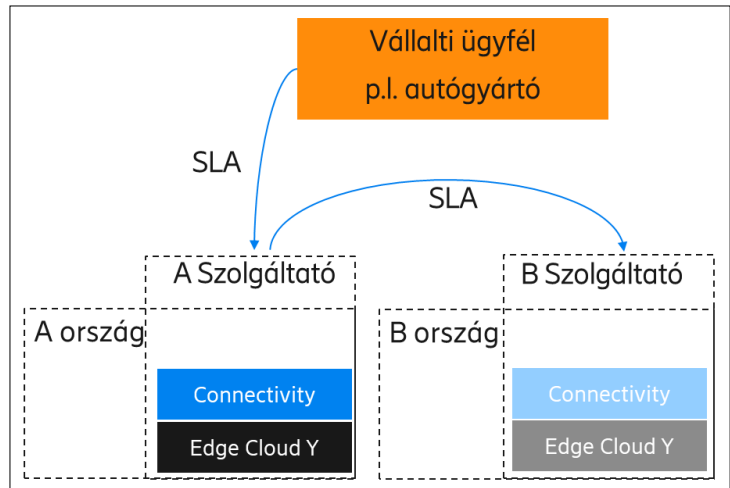 Vállalti ügyfél
p.l. autógyártó
SLA
SLA
A Szolgáltató
B Szolgáltató
A ország
B ország
Connectivity
Connectivity
Edge Cloud Y
Edge Cloud Y